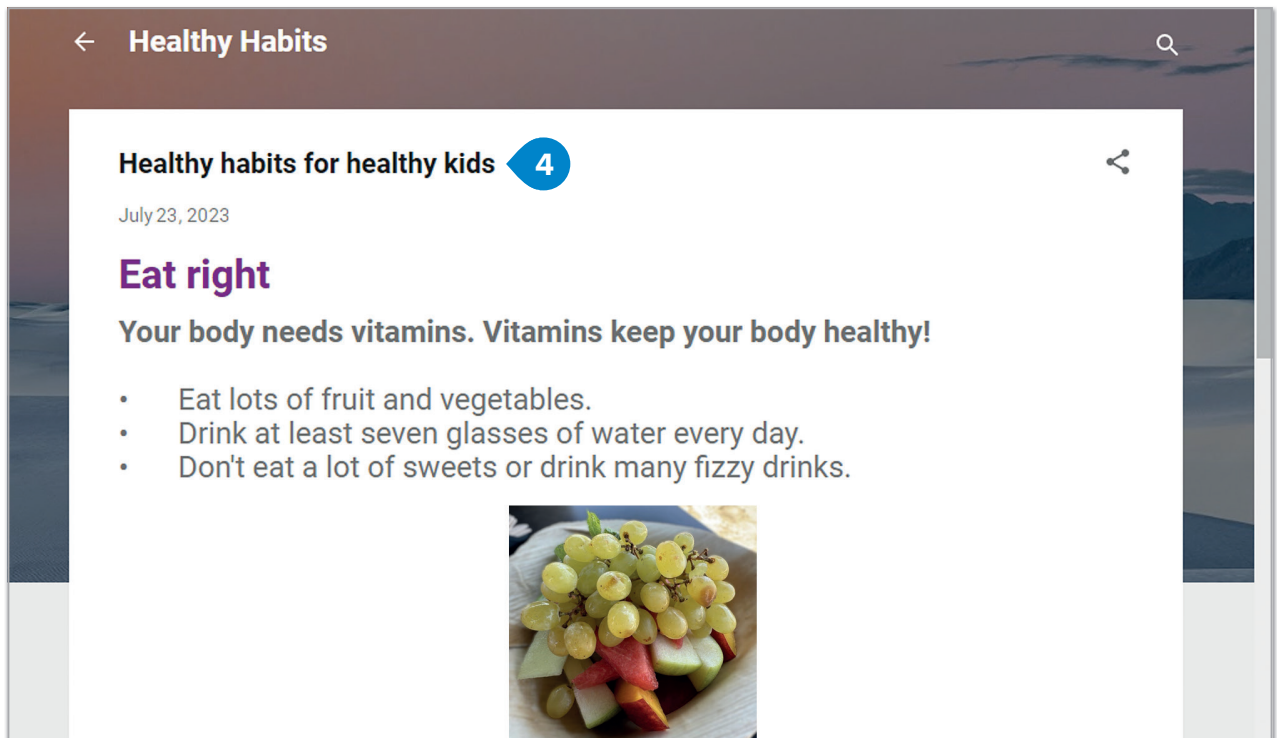 Healthy Habits
Healthy habits for healthy kids
4
July 23, 2023
Eat right
Your body needs vitamins. Vitamins keep your body healthy!
• Eat lots of fruit and vegetables.
• Drink at least seven glasses of water every day.
• Don't eat a lot of sweets or drink many fizzy drinks.